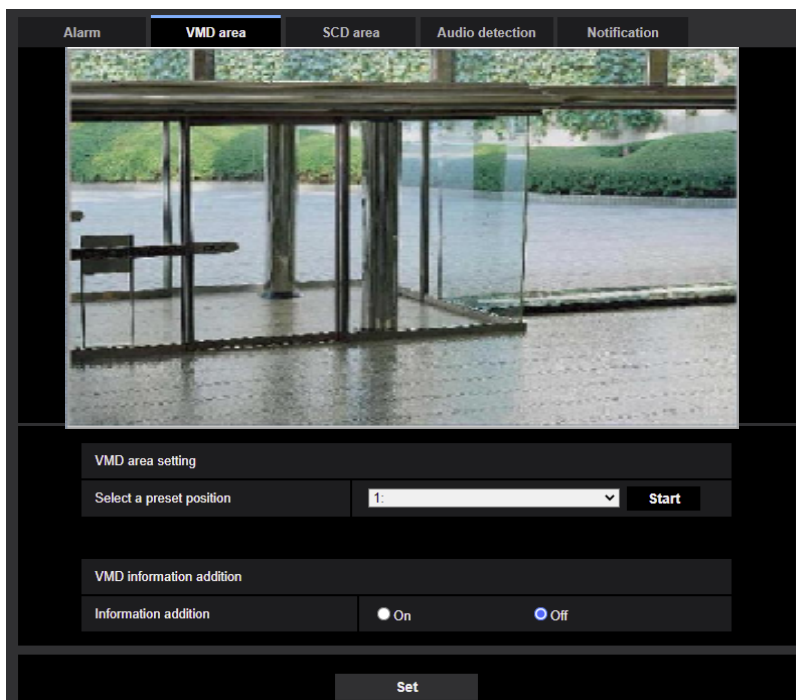 Alarm VMD area SCD area Audio detection Notification
VMD area setting
Select a preset position 1: Start
VMD information addition
Information addition On Off
Set